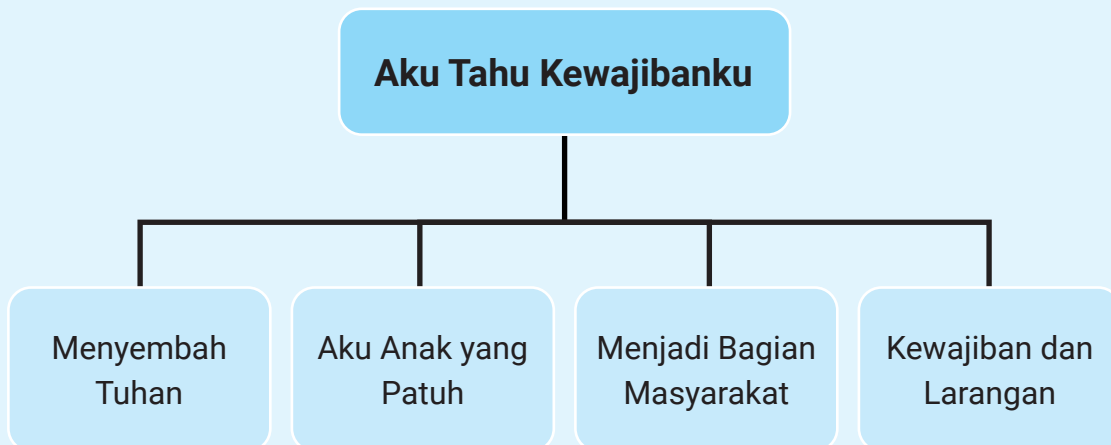 Aku Tahu Kewajibanku
Menyembah
Tuhan
Aku Anak yang
Patuh
Menjadi Bagian
Masyarakat
Kewajiban dan
Larangan